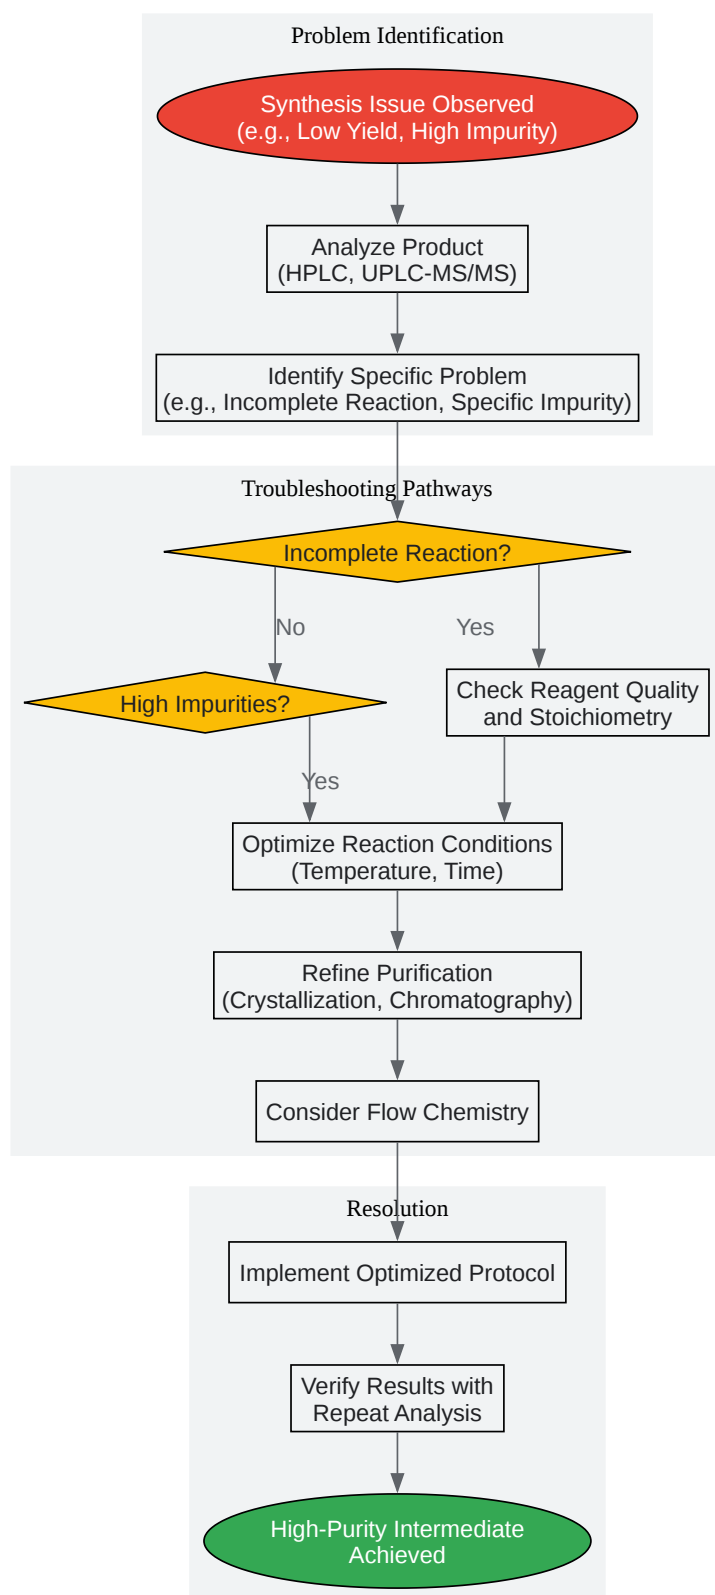 Problem Identification
Synthesis Issue Observed
(e.g., Low Yield, High Impurity)
Analyze Product
(HPLC, UPLC-MS/MS)
Identify Specific Problem
(e.g., Incomplete Reaction, Specific Impurity)
Troubleshooting Pathways
Incomplete Reaction?
No
Yes
High Impurities?
Check Reagent Quality
and Stoichiometry
Yes
Optimize Reaction Conditions
(Temperature, Time)
Refine Purification
(Crystallization, Chromatography)
Consider Flow Chemistry
Resolution
Implement Optimized Protocol
Verify Results with
Repeat Analysis
High-Purity Intermediate
Achieved